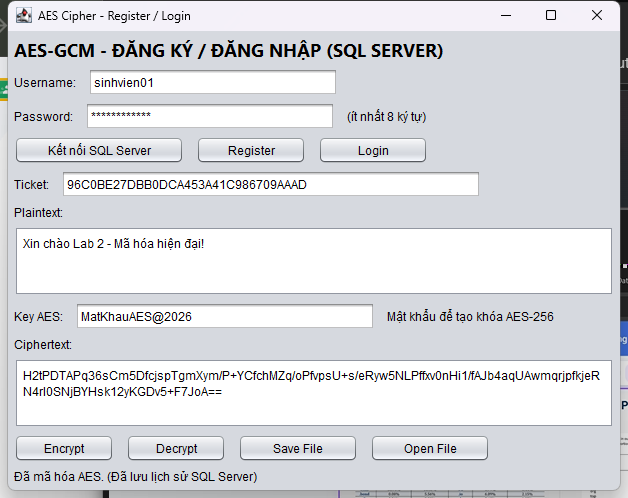 AES Cipher - Register / Login
AES-GCM - ĐĂNG KÝ / ĐĂNG NHẬP (SQL SERVER)
Username: sinhvien01
Password: ************ (ít nhất 8 ký tự)
Kết nối SQL Server Register Login
Ticket: 96C0BE27DBB0DCA453A41C986709AAAD
Plaintext:
Xin chào Lab 2 - Mã hóa hiện đại!
Key AES: MatKhauAES@2026 Mật khẩu để tạo khóa AES-256
Ciphertext:
H2tPDTAPq36sCm5DfcjspTgmXym/P+YCfchMZq/oPfvpsU+s/eRyw5NLPffxv0nHi1/fAJb4aqUAwmqrjpfkjeR
N4rI0SNjBYHsk12yKGDv5+F7JoA==
Encrypt Decrypt Save File Open File
Đã mã hóa AES. (Đã lưu lịch sử SQL Server)